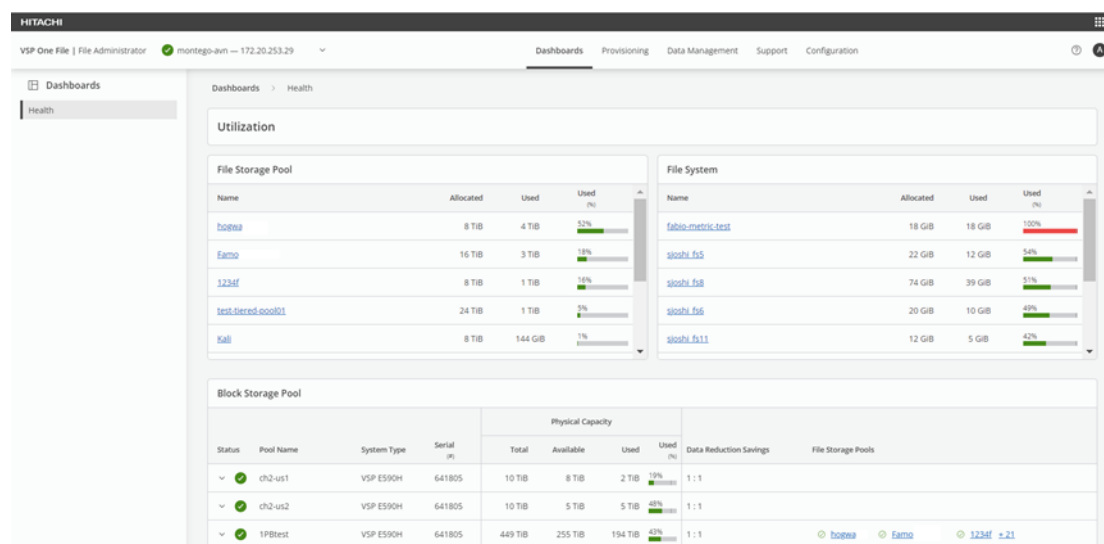 HITACHI
VSP One File | File Administrator montego-avn — 172.20.253.29 Dashboards Provisioning Data Management Support Configuration A
Dashboards
Health
Dashboards > Health
Utilization
File Storage Pool
Name Allocated Used Used (%)
hogwa 8 TiB 4 TiB 52%
Famo 16 TiB 3 TiB 18%
1234f 8 TiB 1 TiB 16%
test-tiered-pool01 24 TiB 1 TiB 5%
Kali 8 TiB 144 GiB 1%
File System
Name Allocated Used Used (%)
fabio-metric-test 18 GiB 18 GiB 100%
sjoshi_fs5 22 GiB 12 GiB 54%
sjoshi_fs8 74 GiB 39 GiB 51%
sjoshi_fs6 20 GiB 10 GiB 49%
sjoshi_fs11 12 GiB 5 GiB 42%
Block Storage Pool
Physical Capacity
Status Pool Name System Type Serial (#) Total Available Used Used (%) Data Reduction Savings File Storage Pools
ch2-us1 VSP E590H 641805 10 TiB 8 TiB 2 TiB 19% 1 : 1
ch2-us2 VSP E590H 641805 10 TiB 5 TiB 5 TiB 48% 1 : 1
1PBtest VSP E590H 641805 449 TiB 255 TiB 194 TiB 43% 1 : 1 hogwa Famo 1234f + 21